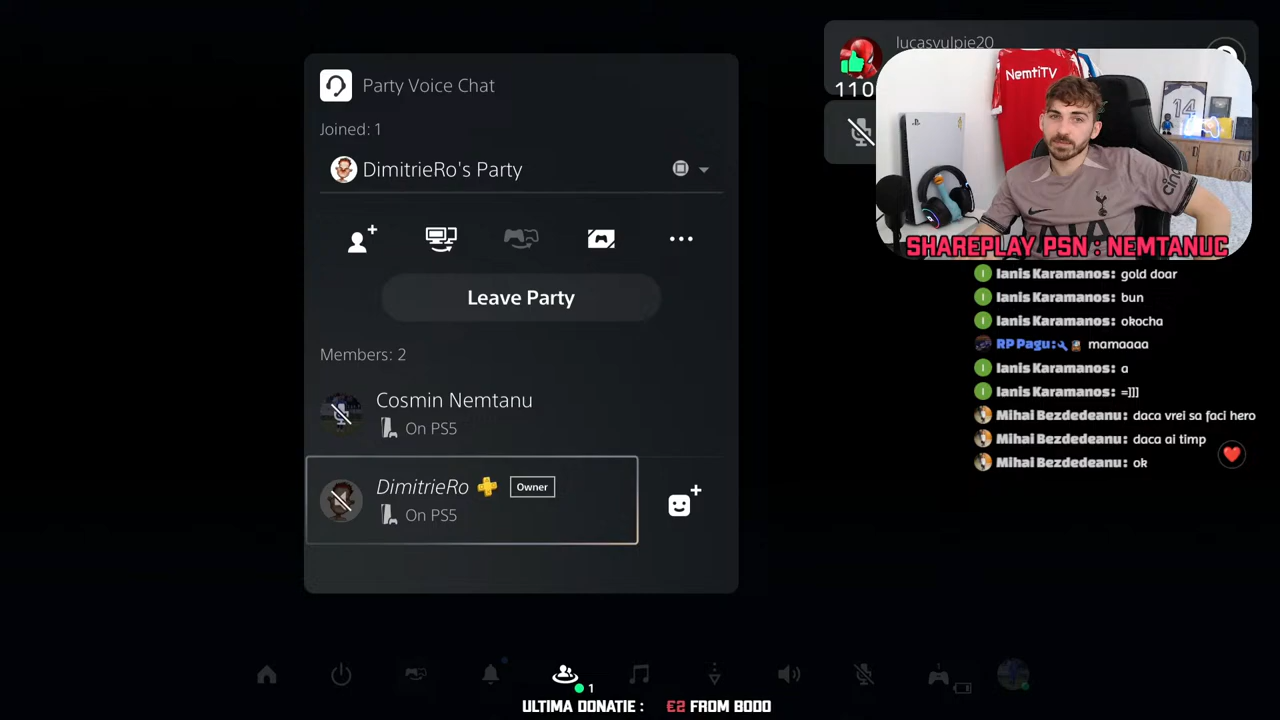 Party Voice Chat
Joined: 1
DimitrieRo's Party
Leave Party
Members: 2
Cosmin Nemtanu
On PS5
DimitrieRo Owner
On PS5
lucasvulpie20
110
NemtiTV
14
cinch
SHAREPLAY PSN : NEMTANUC
I Ianis Karamanos: gold doar
I Ianis Karamanos: bun
I Ianis Karamanos: okocha
RP Pagu: mamaaaa
I Ianis Karamanos: a
I Ianis Karamanos: =]]]
Mihai Bezdedeanu: daca vrei sa faci hero
Mihai Bezdedeanu: daca ai timp
Mihai Bezdedeanu: ok
1
ULTIMA DONATIE : €2 FROM BODO